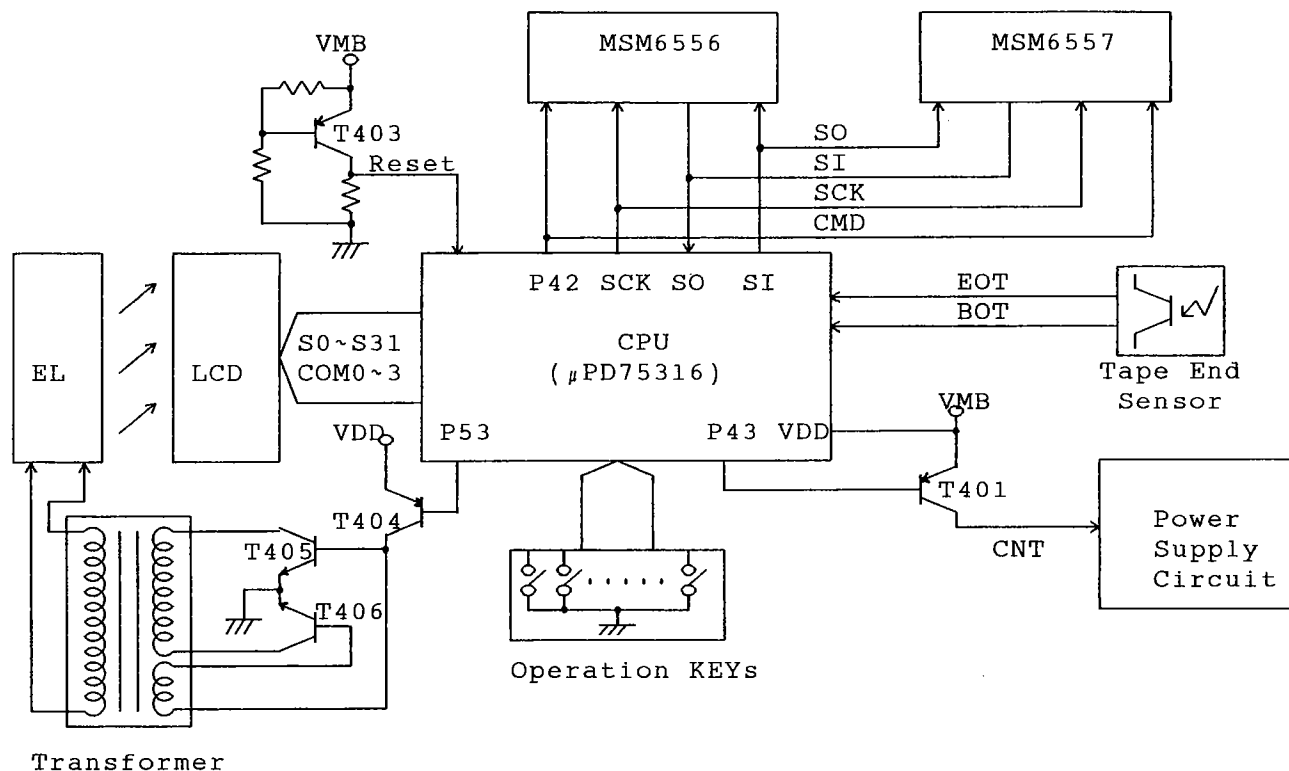 VMB
MSM6556
MSM6557
T403
Reset
SO
SI
SCK
CMD
P42 SCK SO SI
EOT
BOT
CPU
(μPD75316)
S0~S31
COM0~3
EL
LCD
Tape End
Sensor
VDD
P53
P43 VDD
VMB
T404
T401
CNT
Power
Supply
Circuit
T405
T406
Operation KEYs
Transformer